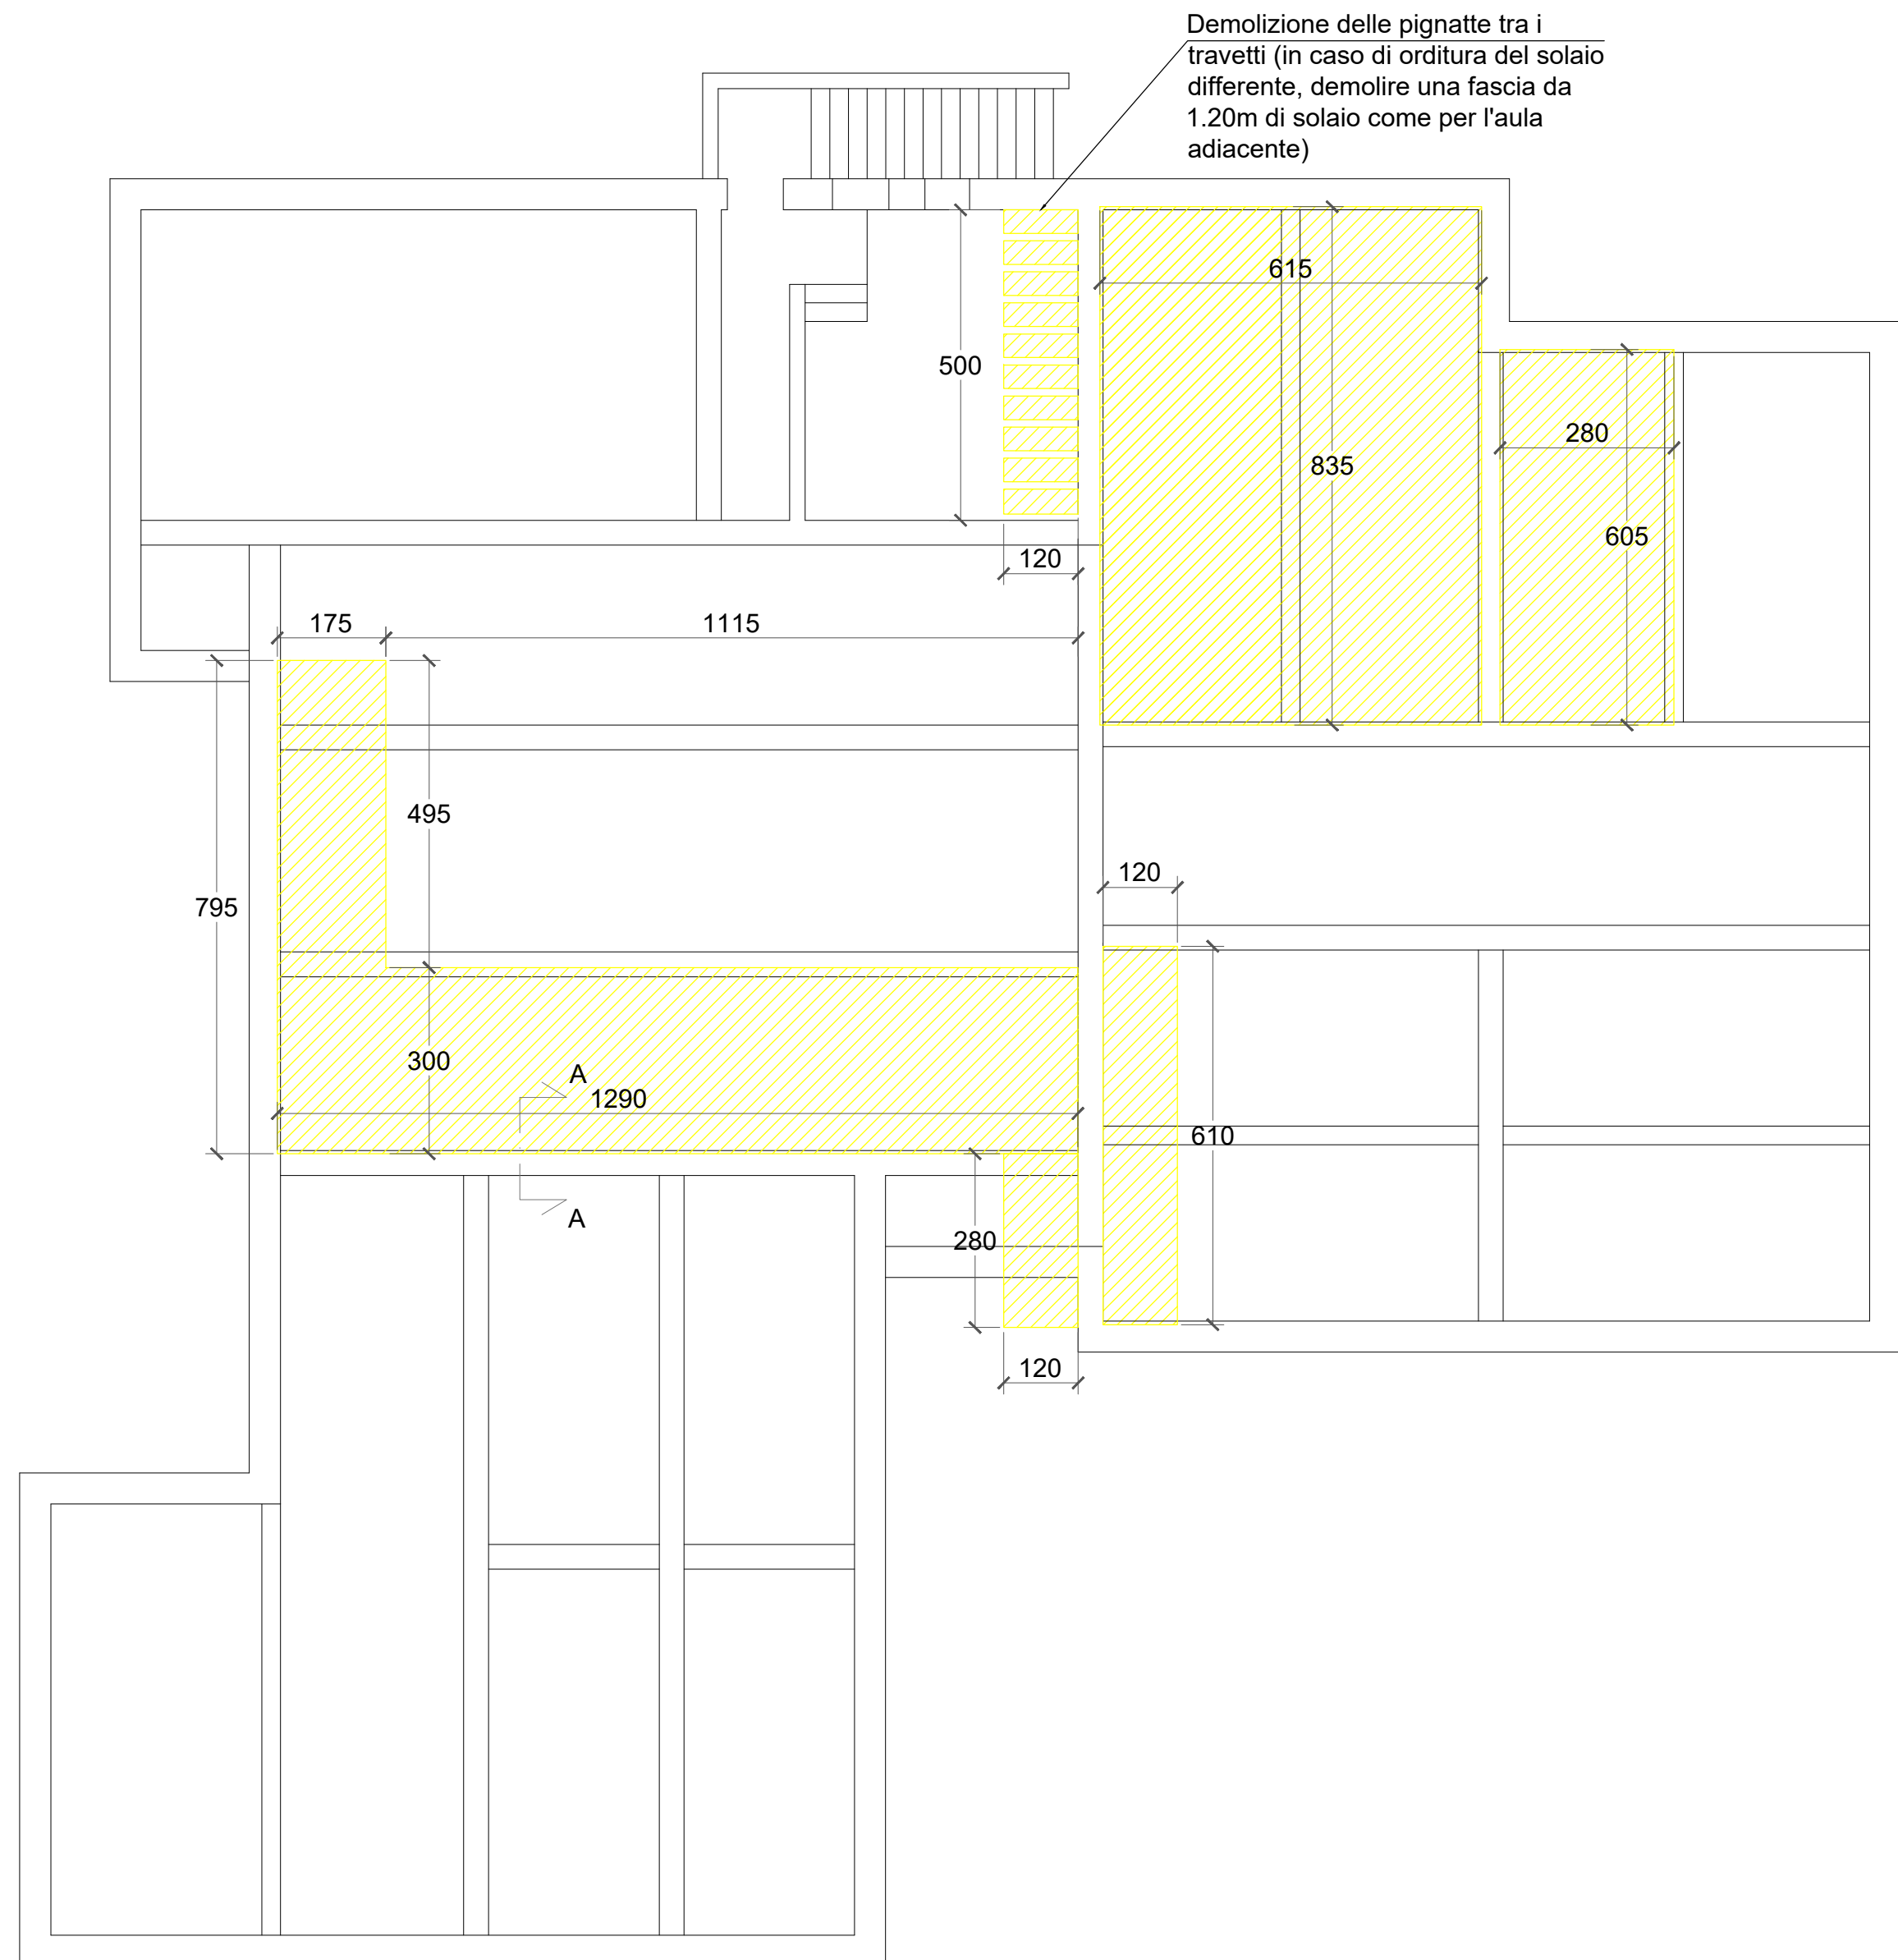 Demolizione delle pignatte tra i
travetti (in caso di orditura del solaio
differente, demolire una fascia da
1.20m di solaio come per l'aula
adiacente)
615
500
280
835
605
120
175
1115
495
120
795
300
A
1290
610
A
280
120